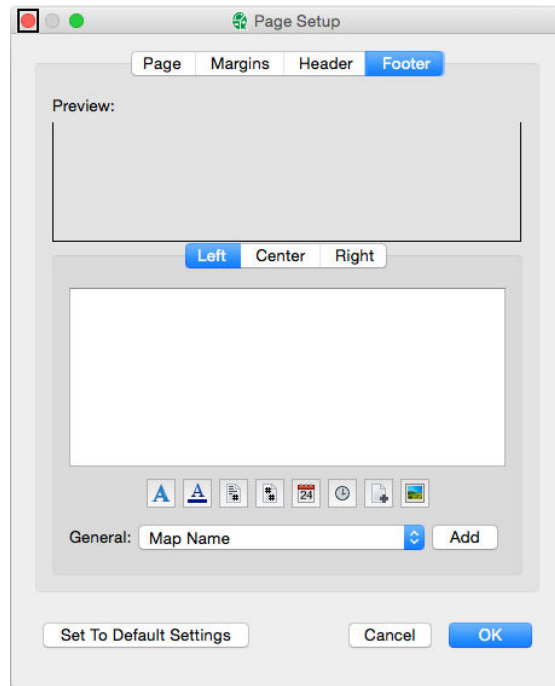 Page Setup
Page Margins Header Footer
Preview:
Left Center Right
A A # ## 24
General: Map Name Add
Set To Default Settings Cancel OK